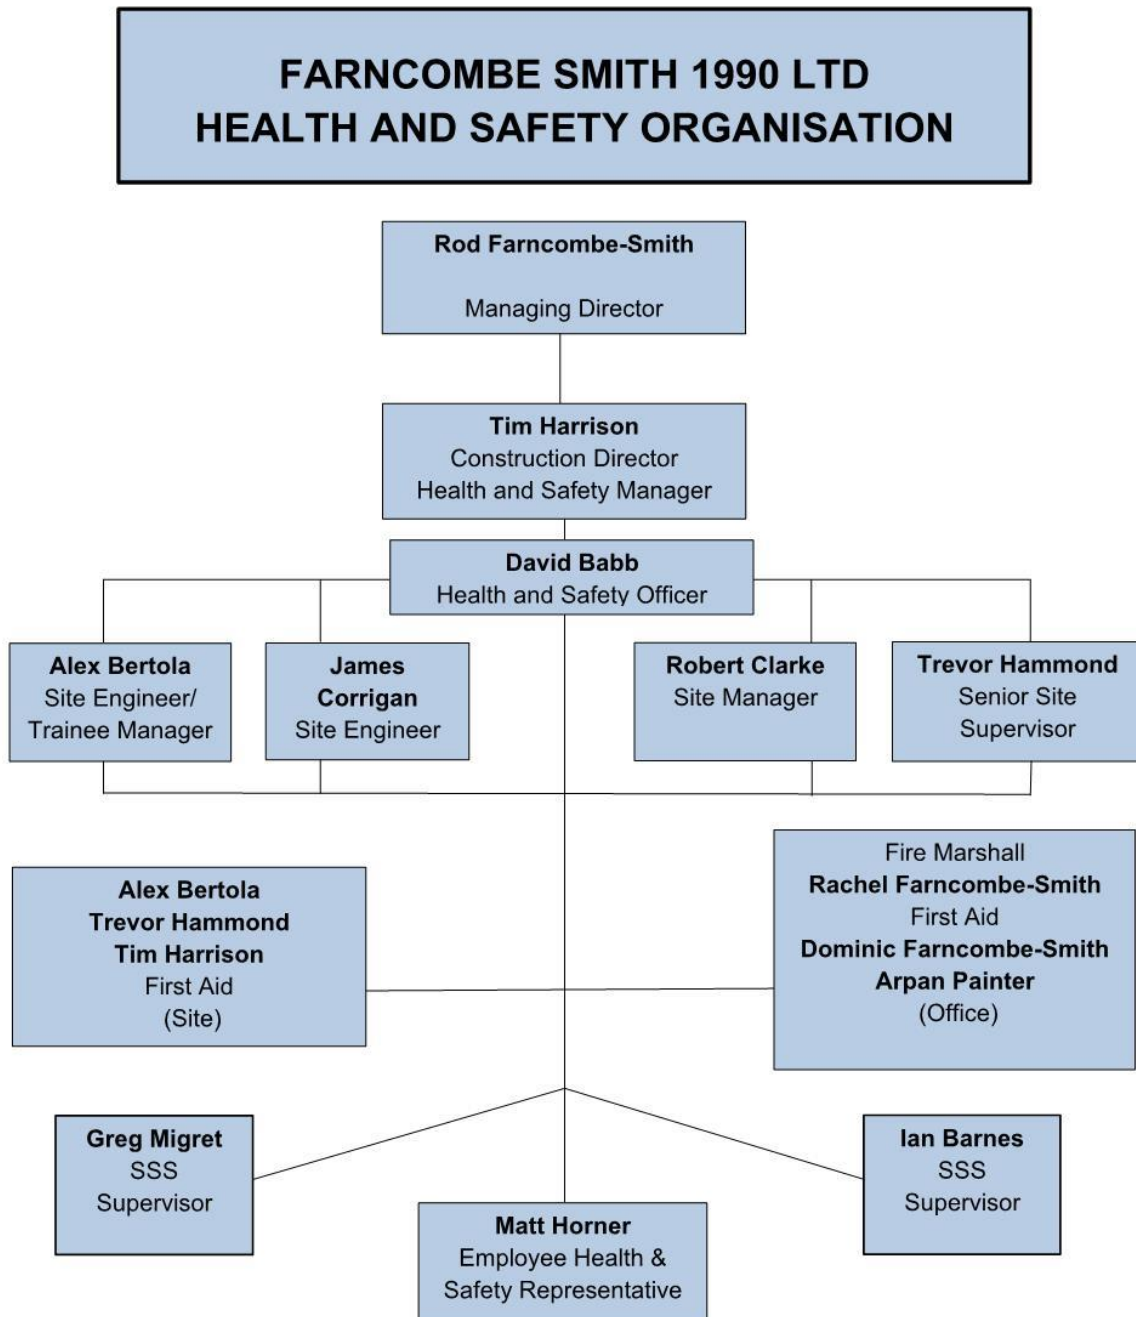 FARNCOMBE SMITH 1990 LTD
HEALTH AND SAFETY ORGANISATION
Rod Farncombe-Smith
Managing Director
Tim Harrison
Construction Director
Health and Safety Manager
David Babb
Health and Safety Officer
Alex Bertola
Site Engineer/
Trainee Manager
James
Corrigan
Site Engineer
Robert Clarke
Site Manager
Trevor Hammond
Senior Site
Supervisor
Alex Bertola
Trevor Hammond
Tim Harrison
First Aid
(Site)
Fire Marshall
Rachel Farncombe-Smith
First Aid
Dominic Farncombe-Smith
Arpan Painter
(Office)
Greg Migret
SSS
Supervisor
Matt Horner
Employee Health &
Safety Representative
Ian Barnes
SSS
Supervisor